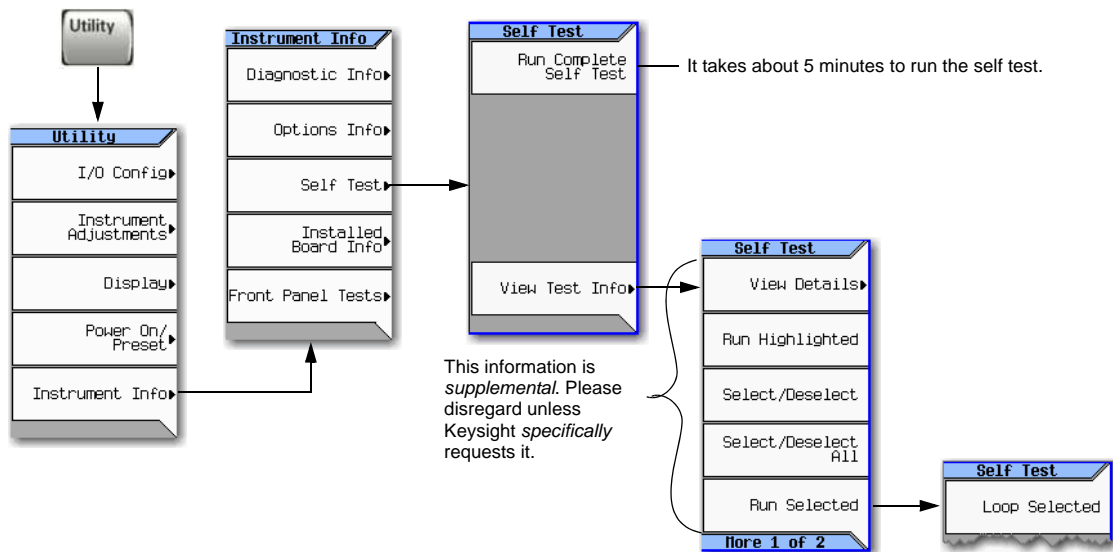 Utility
Utility
I/O Config
Instrument
Adjustments
Display
Power On/
Preset
Instrument Info
Instrument Info
Diagnostic Info
Options Info
Self Test
Installed
Board Info
Front Panel Tests
Self Test
Run Complete
Self Test
View Test Info
It takes about 5 minutes to run the self test.
This information is
supplemental. Please
disregard unless
Keysight specifically
requests it.
Self Test
View Details
Run Highlighted
Select/Deselect
Select/Deselect
All
Run Selected
More 1 of 2
Self Test
Loop Selected